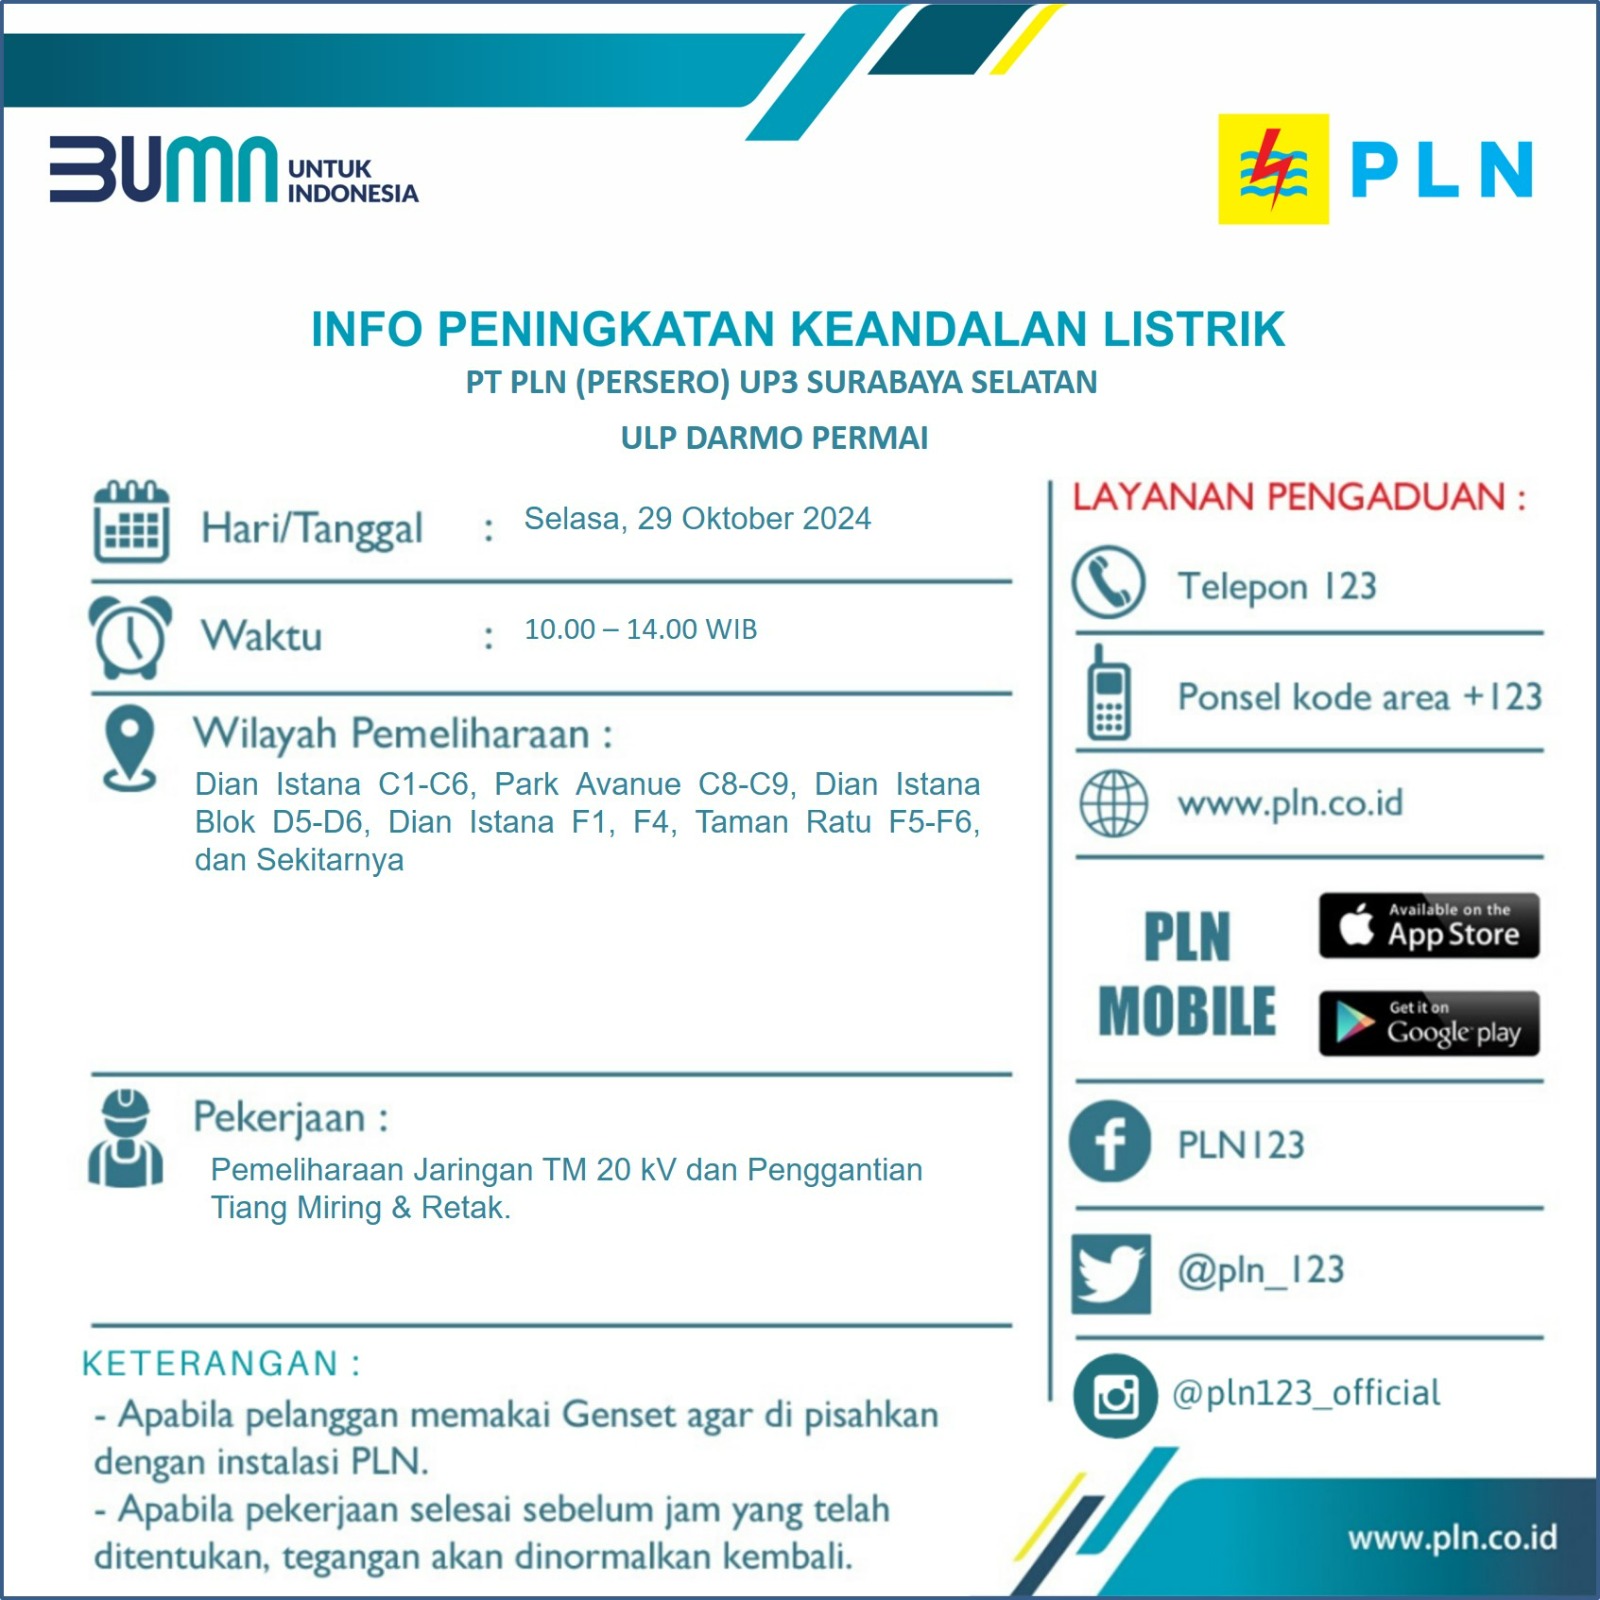 BUMN UNTUK
INDONESIA
PLN
INFO PENINGKATAN KEANDALAN LISTRIK
PT PLN (PERSERO) UP3 SURABAYA SELATAN
ULP DARMO PERMAI
Hari/Tanggal : Selasa, 29 Oktober 2024
Waktu : 10.00 – 14.00 WIB
Wilayah Pemeliharaan :
Dian Istana C1-C6, Park Avanue C8-C9, Dian Istana
Blok D5-D6, Dian Istana F1, F4, Taman Ratu F5-F6,
dan Sekitarnya
Pekerjaan :
Pemeliharaan Jaringan TM 20 kV dan Penggantian
Tiang Miring & Retak.
KETERANGAN :
- Apabila pelanggan memakai Genset agar di pisahkan
dengan instalasi PLN.
- Apabila pekerjaan selesai sebelum jam yang telah
ditentukan, tegangan akan dinormalkan kembali.
LAYANAN PENGADUAN :
Telepon 123
Ponsel kode area +123
www.pln.co.id
PLN
MOBILE
Available on the
App Store
Get it on
Google play
PLN123
@pln_123
@pln123_official
www.pln.co.id